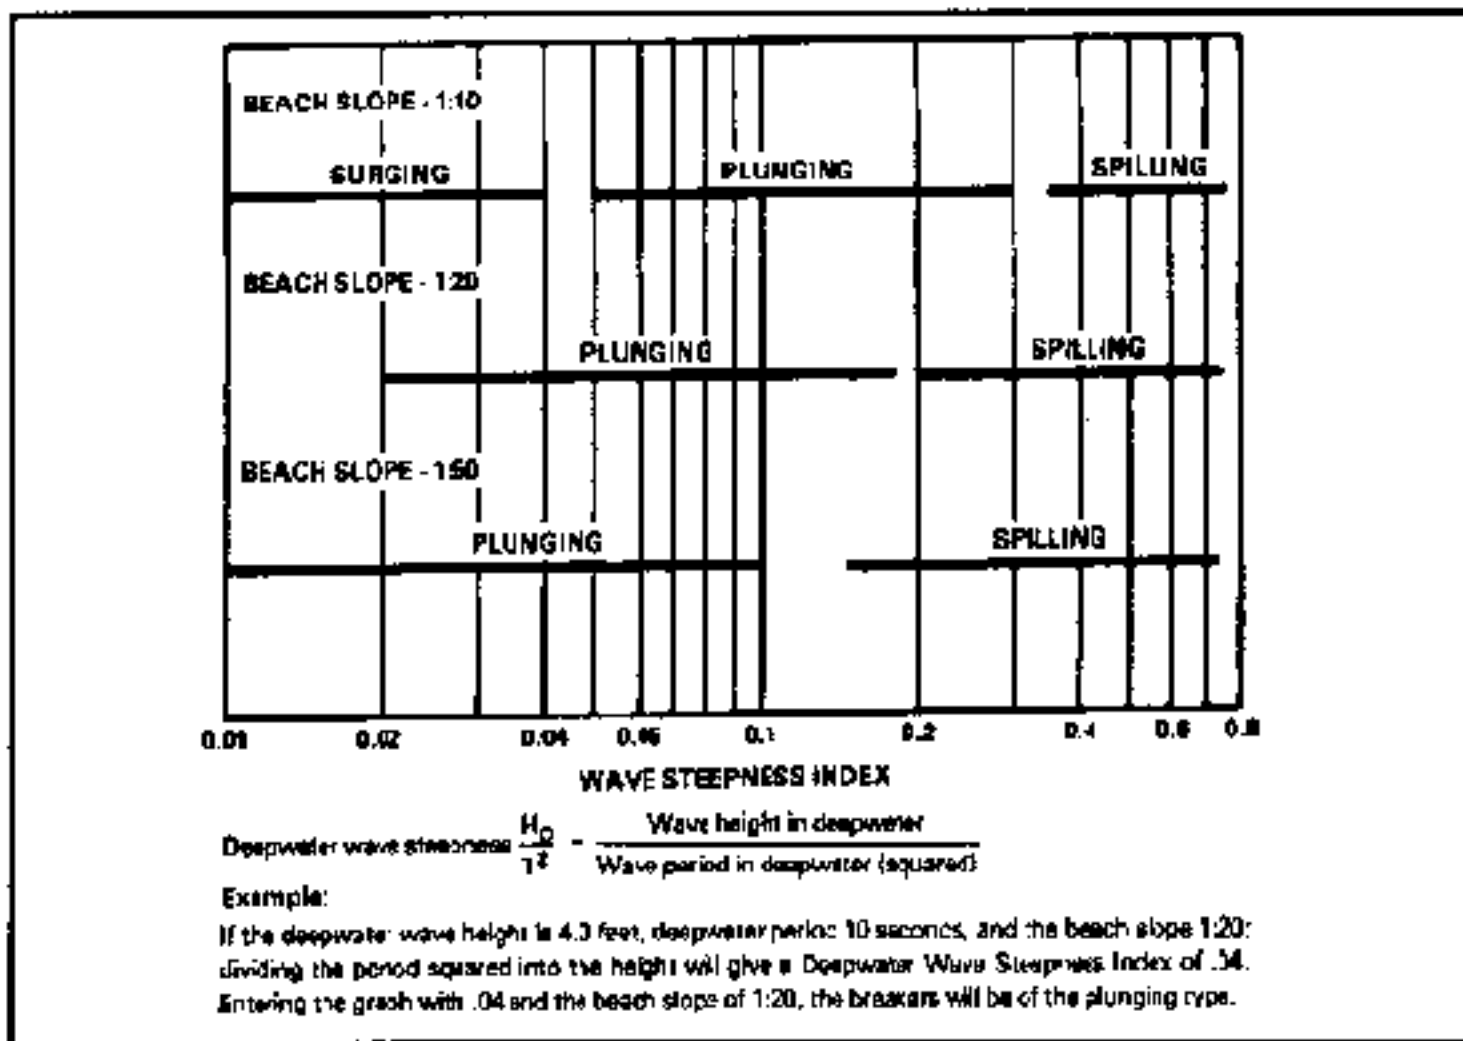 BEACH SLOPE - 1:10
SURGING
PLUNGING
SPILLING
BEACH SLOPE - 1:20
PLUNGING
SPILLING
BEACH SLOPE - 1:50
PLUNGING
SPILLING
0.01 0.02 0.04 0.06 0.1 0.2 0.4 0.6 0.8
WAVE STEEPNESS INDEX
Deepwater wave steepness H₀/T² = Wave height in deepwater / Wave period in deepwater (squared)
Example:
If the deepwater wave height is 4.0 feet, deepwater period 10 seconds, and the beach slope 1:20:
dividing the period squared into the height will give a Deepwater Wave Steepness Index of .04.
Entering the graph with .04 and the beach slope of 1:20, the breakers will be of the plunging type.